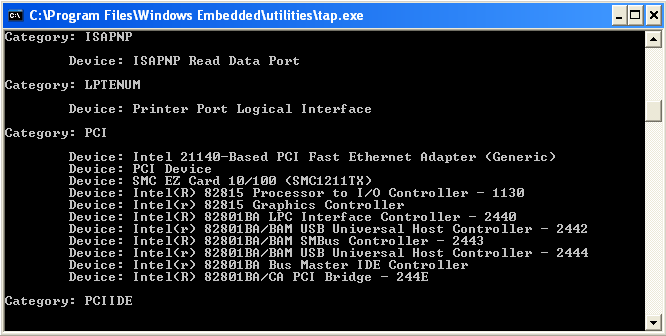 C:\Program Files\Windows Embedded\utilities\tap.exe
Category: ISAPNP
Device: ISAPNP Read Data Port
Category: LPTENUM
Device: Printer Port Logical Interface
Category: PCI
Device: Intel 21140-Based PCI Fast Ethernet Adapter (Generic)
Device: PCI Device
Device: SMC EZ Card 10/100 (SMC1211TX)
Device: Intel(R) 82815 Processor to I/O Controller - 1130
Device: Intel(r) 82815 Graphics Controller
Device: Intel(r) 82801BA LPC Interface Controller - 2440
Device: Intel(r) 82801BA/BAM USB Universal Host Controller - 2442
Device: Intel(r) 82801BA/BAM SMBus Controller - 2443
Device: Intel(r) 82801BA/BAM USB Universal Host Controller - 2444
Device: Intel(r) 82801BA Bus Master IDE Controller
Device: Intel(R) 82801BA/CA PCI Bridge - 244E
Category: PCIIDE